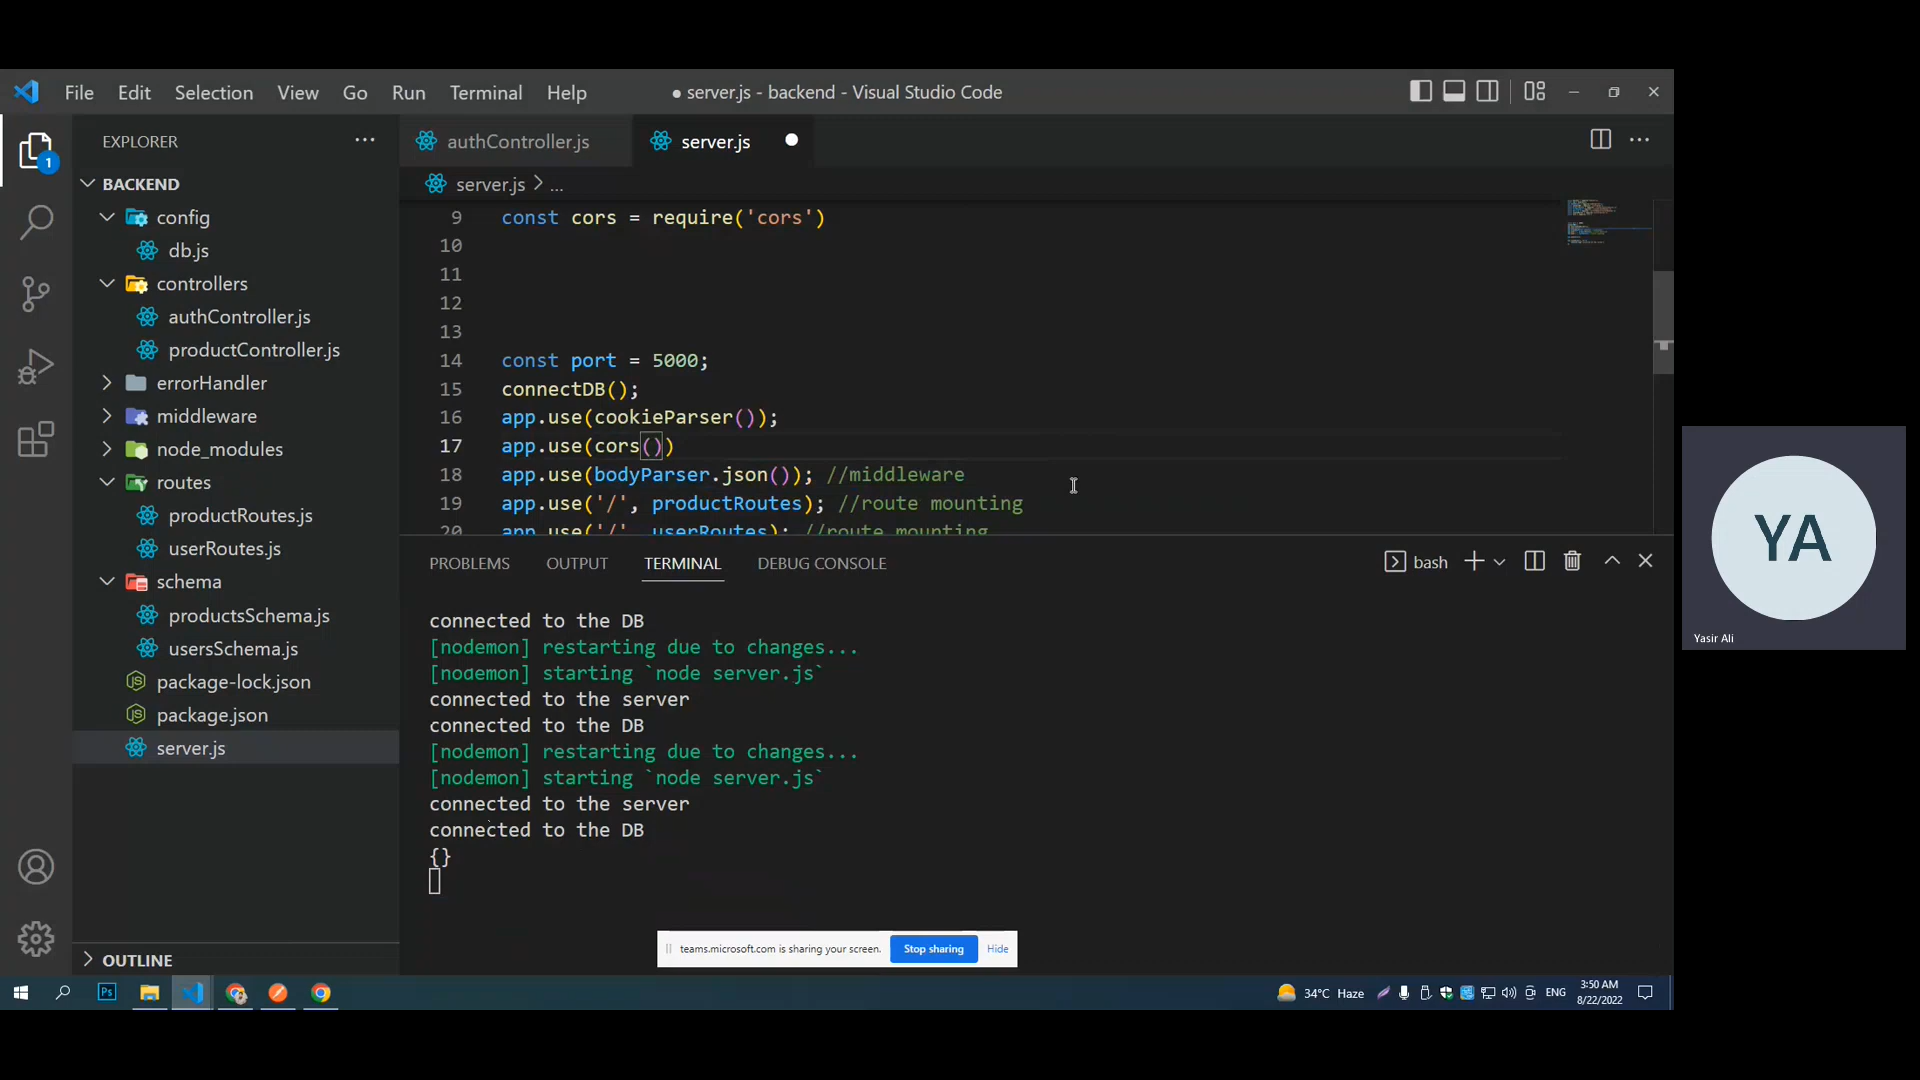 File Edit Selection View Go Run Terminal Help
● server.js - backend - Visual Studio Code
EXPLORER ...
authController.js
server.js
server.js > ...
1
BACKEND
config
db.js
controllers
authController.js
productController.js
errorHandler
middleware
node_modules
routes
productRoutes.js
userRoutes.js
schema
productsSchema.js
usersSchema.js
package-lock.json
package.json
server.js
OUTLINE
9 const cors = require('cors')
10
11
12
13
14 const port = 5000;
15 connectDB();
16 app.use(cookieParser());
17 app.use(cors())
18 app.use(bodyParser.json()); //middleware
19 app.use('/', productRoutes); //route mounting
20 app.use('/', userRoutes); //route mounting
PROBLEMS OUTPUT TERMINAL DEBUG CONSOLE
bash
connected to the DB
[nodemon] restarting due to changes...
[nodemon] starting `node server.js`
connected to the server
connected to the DB
[nodemon] restarting due to changes...
[nodemon] starting `node server.js`
connected to the server
connected to the DB
{}
teams.microsoft.com is sharing your screen. Stop sharing Hide
YA
Yasir Ali
Ps
34°C Haze
ENG
3:50 AM
8/22/2022